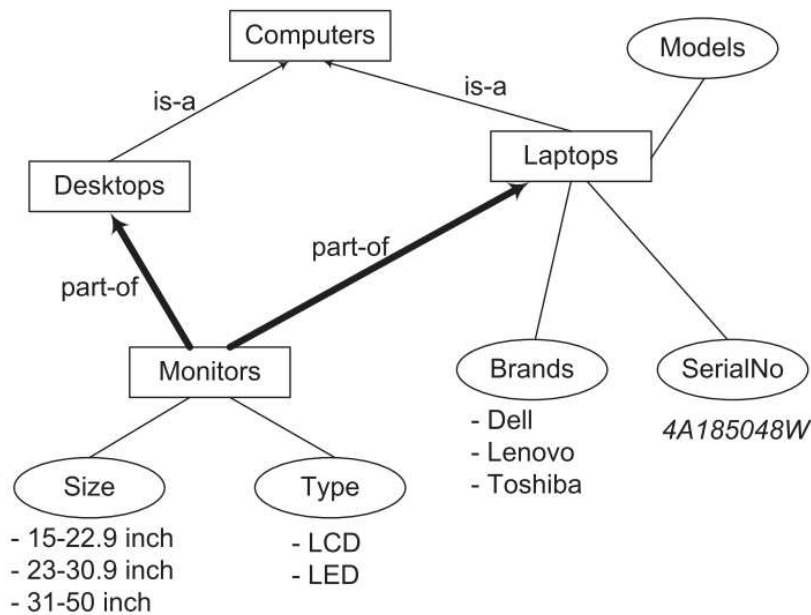 Computers
Models
is-a
is-a
Laptops
Desktops
part-of
part-of
Monitors
Brands
SerialNo
- Dell
- Lenovo
- Toshiba
4A185048W
Size
Type
- 15-22.9 inch
- 23-30.9 inch
- 31-50 inch
- LCD
- LED